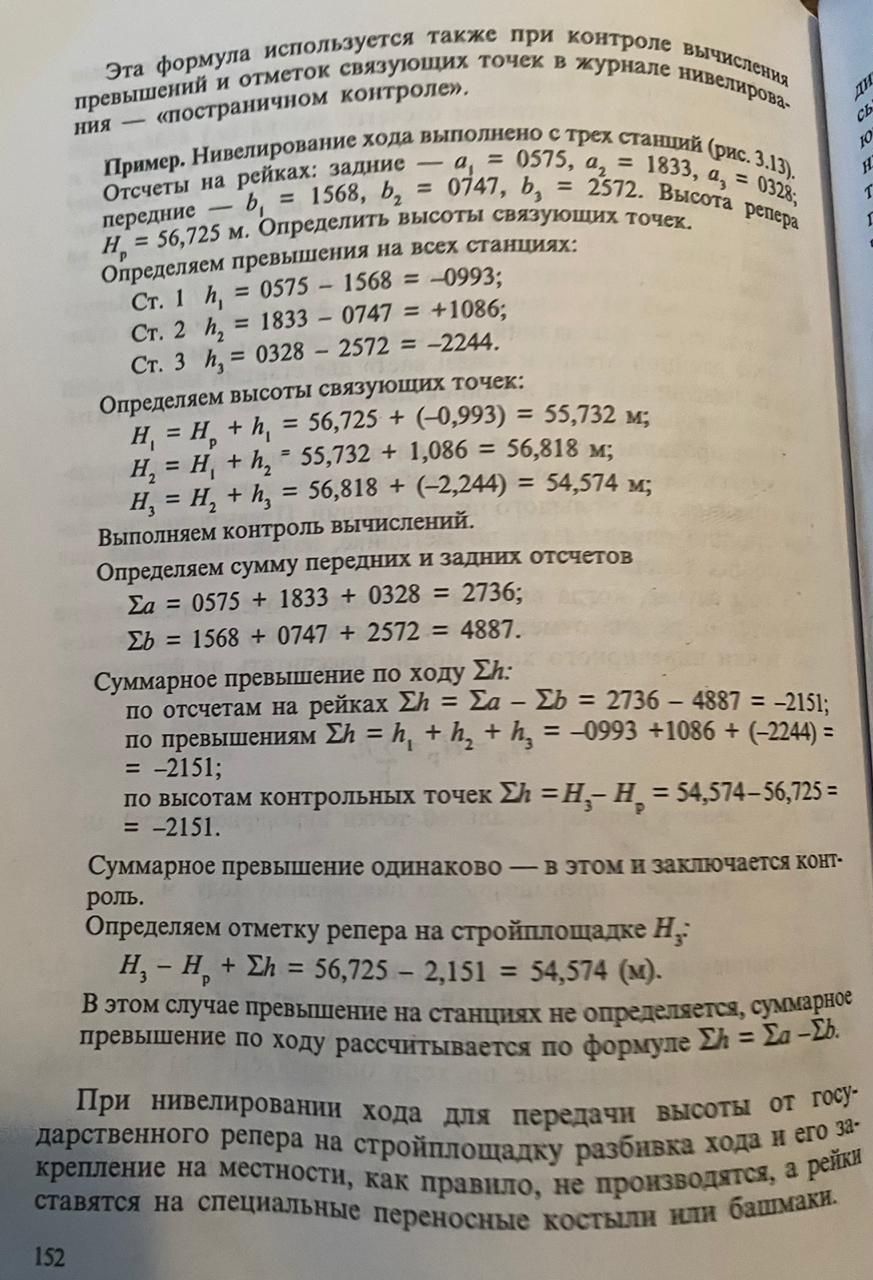 Эта формула используется также при контроле вычисления
превышений и отметок связующих точек в журнале нивелирова-
ния — «постраничном контроле».
Пример. Нивелирование хода выполнено с трех станций (рис. 3.13).
Отсчеты на рейках: задние — a₁ = 0575, a₂ = 1833, a₃ = 0328;
передние — b₁ = 1568, b₂ = 0747, b₃ = 2572. Высота репера
Hₚ = 56,725 м. Определить высоты связующих точек.
Определяем превышения на всех станциях:
Ст. 1 h₁ = 0575 – 1568 = –0993;
Ст. 2 h₂ = 1833 – 0747 = +1086;
Ст. 3 h₃ = 0328 – 2572 = –2244.
Определяем высоты связующих точек:
H₁ = Hₚ + h₁ = 56,725 + (–0,993) = 55,732 м;
H₂ = H₁ + h₂ = 55,732 + 1,086 = 56,818 м;
H₃ = H₂ + h₃ = 56,818 + (–2,244) = 54,574 м;
Выполняем контроль вычислений.
Определяем сумму передних и задних отсчетов
Σa = 0575 + 1833 + 0328 = 2736;
Σb = 1568 + 0747 + 2572 = 4887.
Суммарное превышение по ходу Σh:
по отсчетам на рейках Σh = Σa – Σb = 2736 – 4887 = –2151;
по превышениям Σh = h₁ + h₂ + h₃ = –0993 +1086 + (–2244) =
= –2151;
по высотам контрольных точек Σh = H₃– Hₚ = 54,574–56,725 =
= –2151.
Суммарное превышение одинаково — в этом и заключается конт-
роль.
Определяем отметку репера на стройплощадке H₃:
H₃ – Hₚ + Σh = 56,725 – 2,151 = 54,574 (м).
В этом случае превышение на станциях не определяется, суммарное
превышение по ходу рассчитывается по формуле Σh = Σa –Σb.
При нивелировании хода для передачи высоты от госу-
дарственного репера на стройплощадку разбивка хода и его за-
крепление на местности, как правило, не производятся, а рейки
ставятся на специальные переносные костыли или башмаки.
152